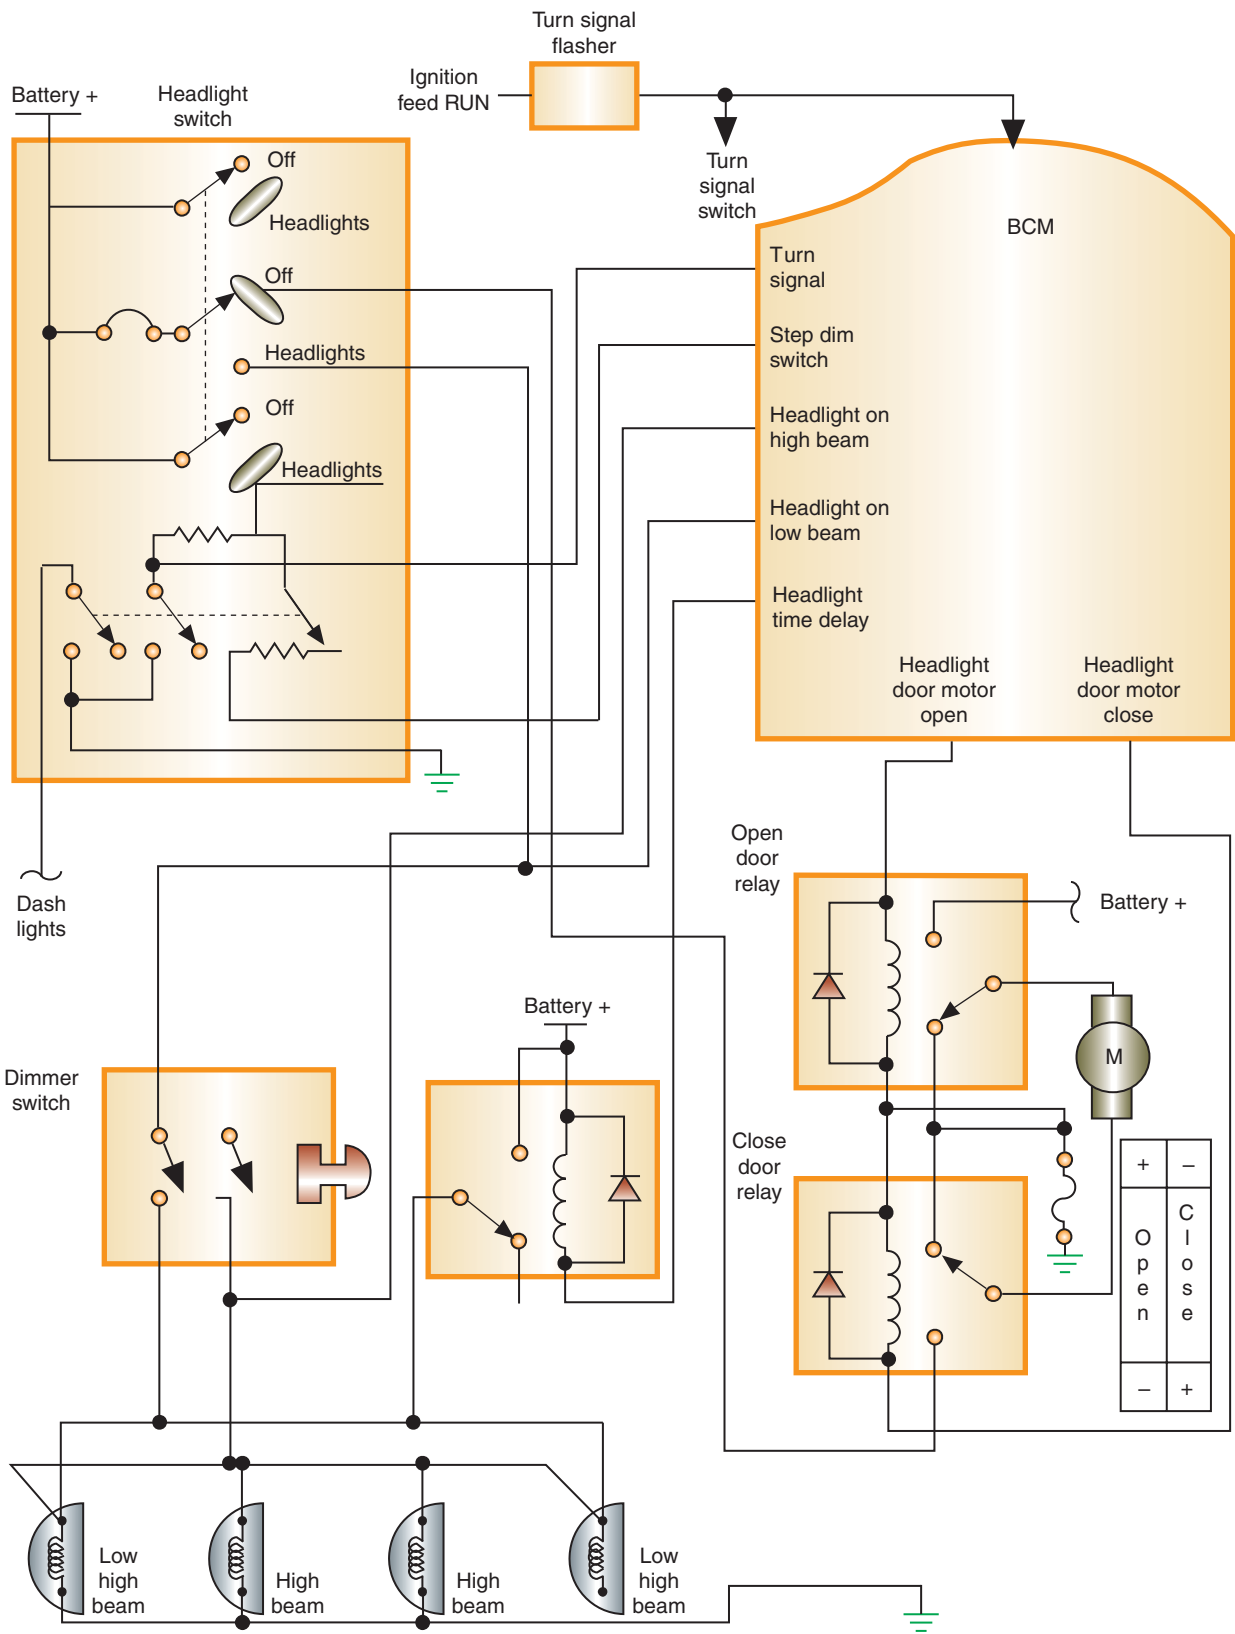 Turn signal
flasher
Ignition
feed RUN
Battery +
Headlight
switch
Off
Headlights
Off
Headlights
Off
Headlights
Turn
signal
switch
BCM
Turn
signal
Step dim
switch
Headlight on
high beam
Headlight on
low beam
Headlight
time delay
Headlight
door motor
open
Headlight
door motor
close
Dash
lights
Open
door
relay
Battery +
M
Battery +
Dimmer
switch
Close
door
relay
+ –
Open
Close
– +
Low
high
beam
High
beam
High
beam
Low
high
beam